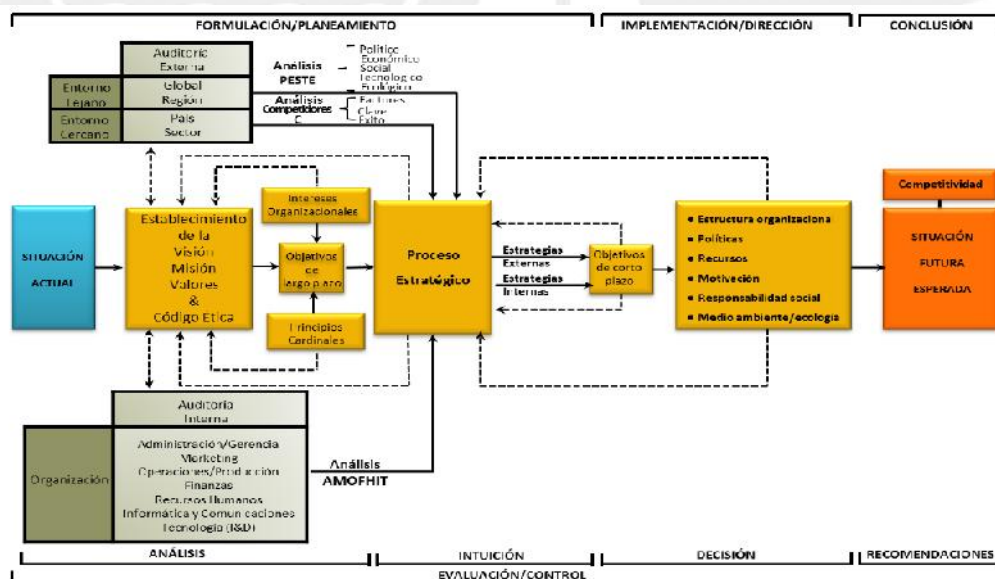 FORMULACIÓN/PLANEAMIENTO
IMPLEMENTACIÓN/DIRECCIÓN
CONCLUSIÓN
Auditoría
Externa
Entorno
Lejano
Global
Región
Entorno
Cercano
País
Sector
Análisis
PESTE
Político
Económico
Social
Tecnológico
Ecológico
Análisis
Competidores
C
Factores
Clave
Éxito
SITUACIÓN
ACTUAL
Establecimiento
de la
Visión
Misión
Valores
&
Código Ética
Intereses
Organizacionales
Objetivos
de
largo plazo
Principios
Cardinales
Proceso
Estratégico
Estrategias
Externas
Estrategias
Internas
Objetivos
de corto
plazo
• Estructura organizaciona
• Políticas
• Recursos
• Motivación
• Responsabilidad social
• Medio ambiente/ecología
Competitividad
SITUACIÓN
FUTURA
ESPERADA
Auditoría
Interna
Organización
Administración/Gerencia
Marketing
Operaciones/Producción
Finanzas
Recursos Humanos
Informática y Comunicaciones
Tecnología (I&D)
Análisis
AMOFHIT
ANÁLISIS
INTUICIÓN
DECISIÓN
RECOMENDACIONES
EVALUACIÓN/CONTROL